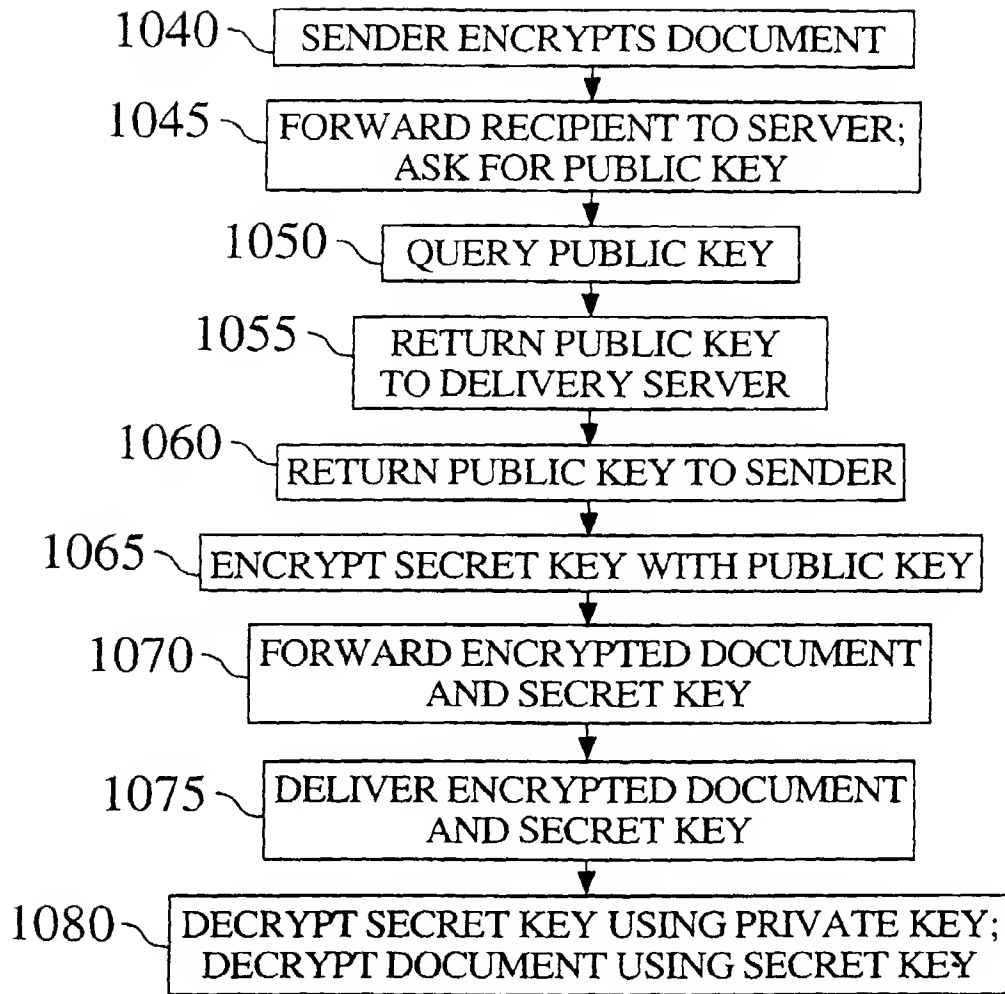 1040 SENDER ENCRYPTS DOCUMENT
1045 FORWARD RECIPIENT TO SERVER;
ASK FOR PUBLIC KEY
1050 QUERY PUBLIC KEY
1055 RETURN PUBLIC KEY
TO DELIVERY SERVER
1060 RETURN PUBLIC KEY TO SENDER
1065 ENCRYPT SECRET KEY WITH PUBLIC KEY
1070 FORWARD ENCRYPTED DOCUMENT
AND SECRET KEY
1075 DELIVER ENCRYPTED DOCUMENT
AND SECRET KEY
1080 DECRYPT SECRET KEY USING PRIVATE KEY;
DECRYPT DOCUMENT USING SECRET KEY